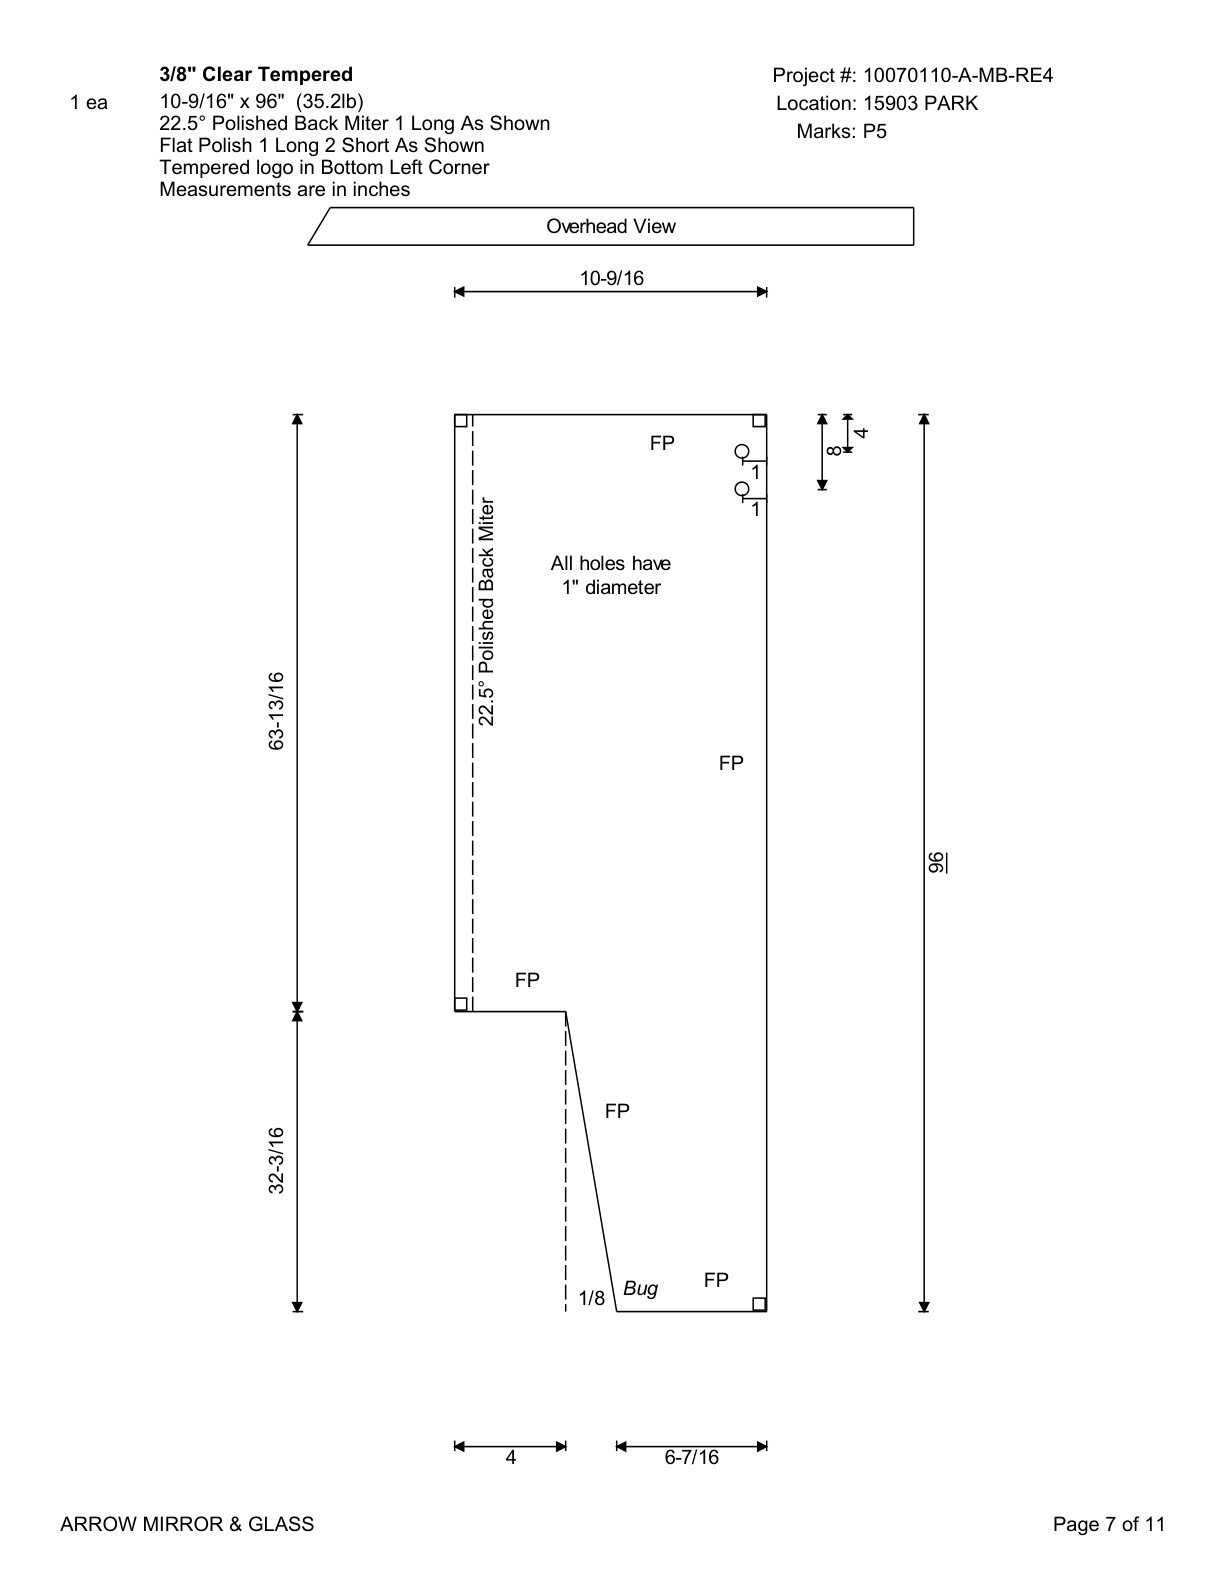 3/8" Clear Tempered
Project #: 10070110-A-MB-RE4
1 ea
10-9/16" x 96"  (35.2lb)
Location: 15903 PARK
22.5° Polished Back Miter 1 Long As Shown
Marks: P5
Flat Polish 1 Long 2 Short As Shown
Tempered logo in Bottom Left Corner
Measurements are in inches
Overhead View
10-9/16
FP
4
8
1
1
22.5° Polished Back Miter
All holes have
1" diameter
63-13/16
FP
96
FP
FP
32-3/16
1/8
Bug
FP
4
6-7/16
ARROW MIRROR & GLASS
Page 7 of 11